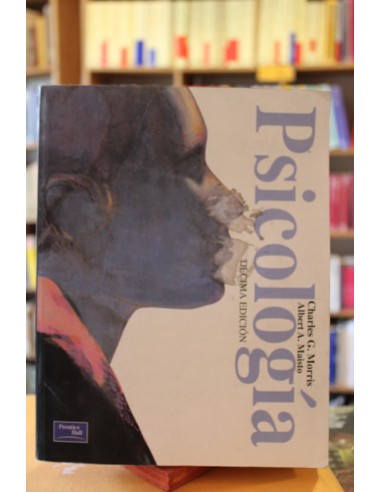 Psicología
DÉCIMA EDICIÓN
Charles G. Morris
Albert A. Maisto
Prentice
Hall